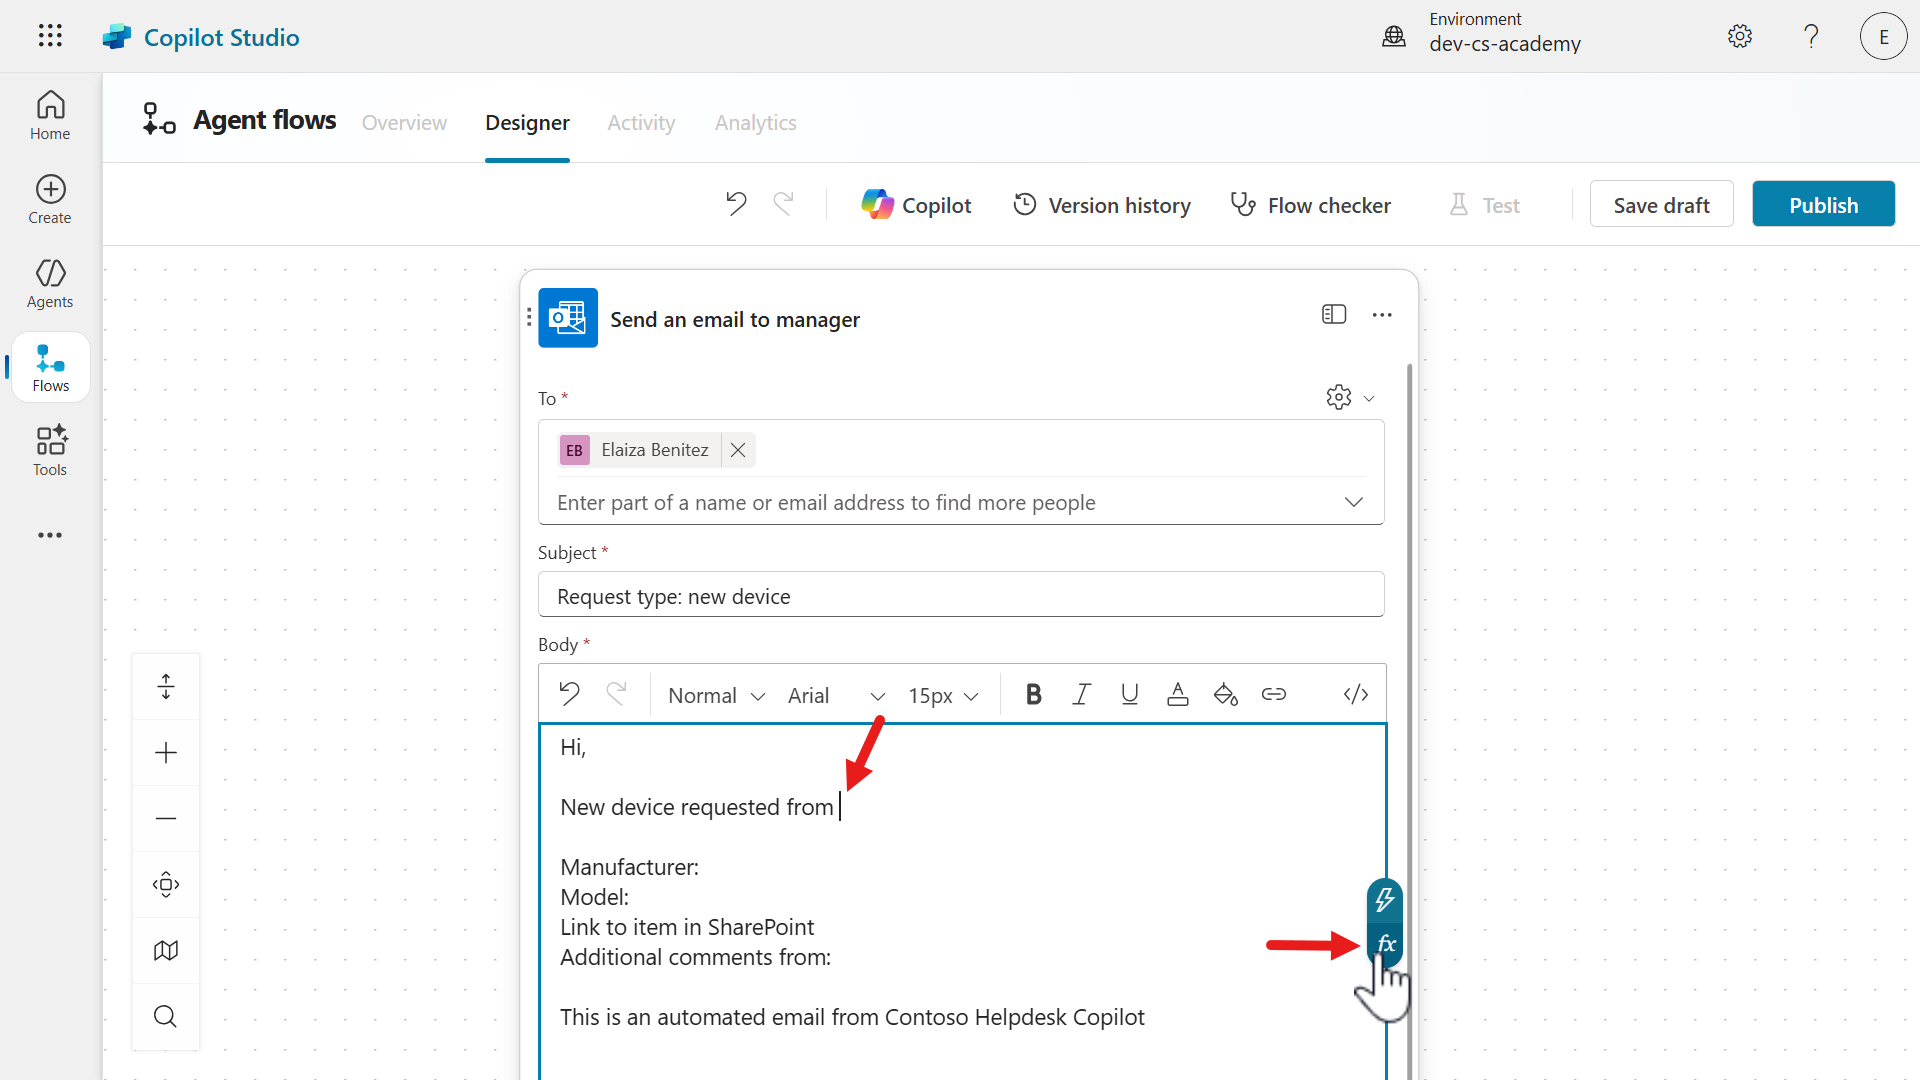 Copilot Studio
Environment
dev-cs-academy
E
Home
Create
Agents
Flows
Tools
Agent flows
Overview
Designer
Activity
Analytics
Copilot
Version history
Flow checker
Test
Save draft
Publish
Send an email to manager
To *
EB
Elaiza Benitez
Enter part of a name or email address to find more people
Subject *
Request type: new device
Body *
Normal
Arial
15px
B
I
U
A
</>
Hi,
New device requested from
Manufacturer:
Model:
Link to item in SharePoint
Additional comments from:
fx
This is an automated email from Contoso Helpdesk Copilot